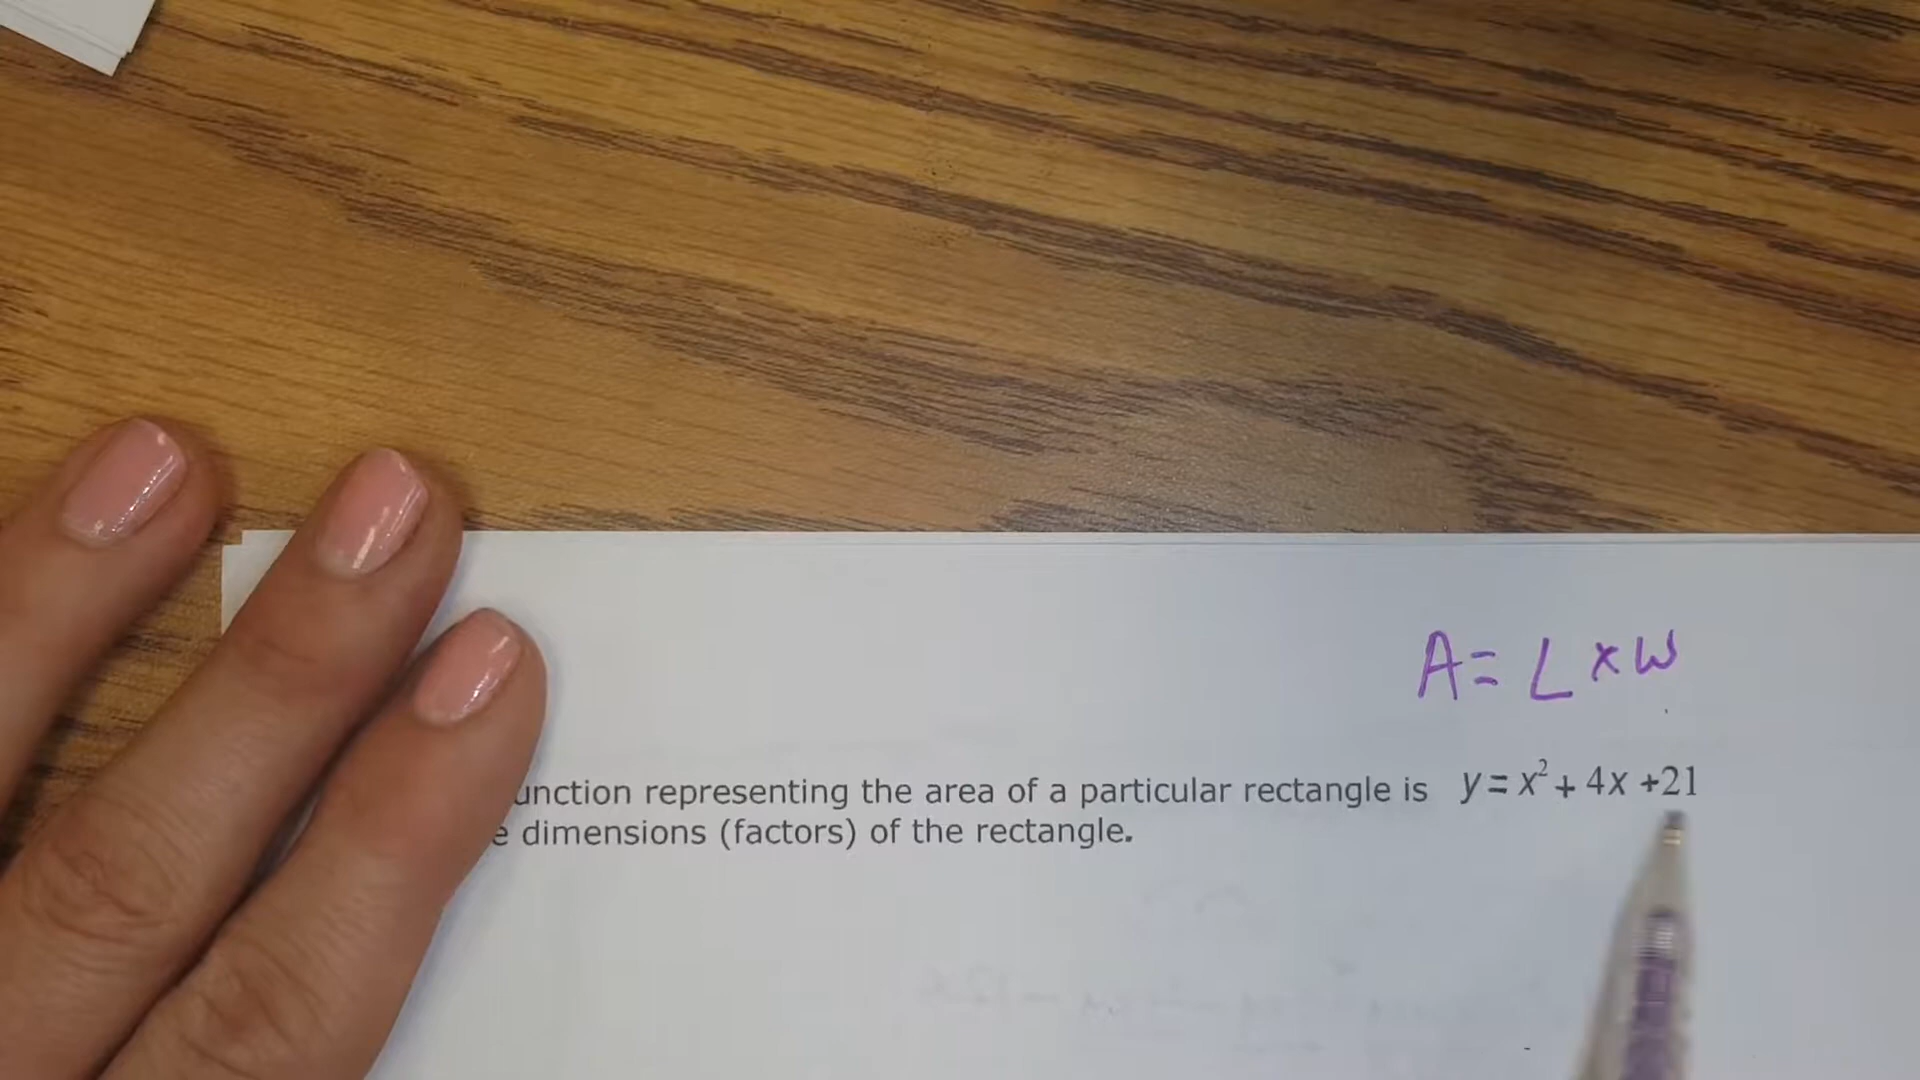 A = L x W
unction representing the area of a particular rectangle is y = x² + 4x +21
e dimensions (factors) of the rectangle.